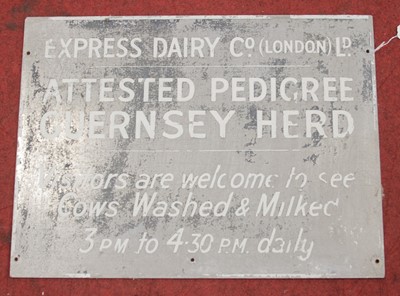 EXPRESS DAIRY Co (LONDON) Ld.
ATTESTED PEDIGREE
GUERNSEY HERD
Visitors are welcome to see
Cows Washed & Milked
3 PM to 4·30 P.M. daily